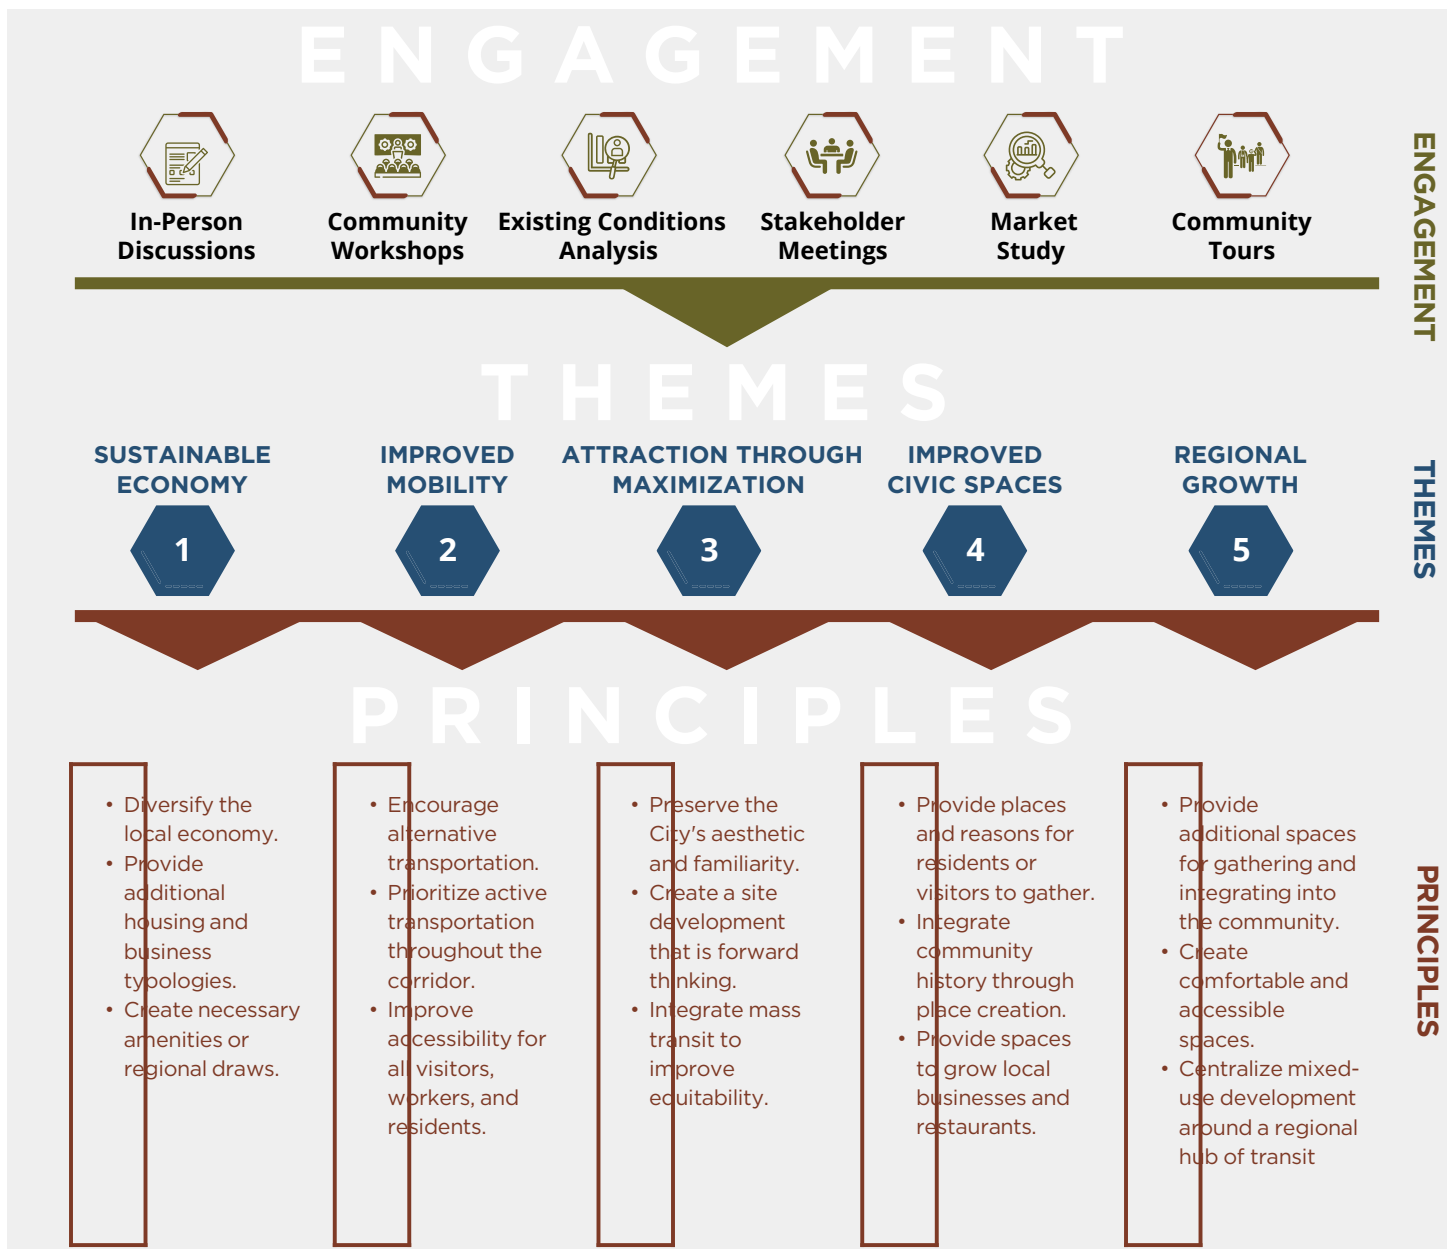 ENGAGEMENT
In-Person
Discussions
Community
Workshops
Existing Conditions
Analysis
Stakeholder
Meetings
Market
Study
Community
Tours
ENGAGEMENT
THEMES
SUSTAINABLE
ECONOMY
1
IMPROVED
MOBILITY
2
ATTRACTION THROUGH
MAXIMIZATION
3
IMPROVED
CIVIC SPACES
4
REGIONAL
GROWTH
5
THEMES
PRINCIPLES
• Diversify the
local economy.
• Provide
additional
housing and
business
typologies.
• Create necessary
amenities or
regional draws.
• Encourage
alternative
transportation.
• Prioritize active
transportation
throughout the
corridor.
• Improve
accessibility for
all visitors,
workers, and
residents.
• Preserve the
City's aesthetic
and familiarity.
• Create a site
development
that is forward
thinking.
• Integrate mass
transit to
improve
equitability.
• Provide places
and reasons for
residents or
visitors to gather.
• Integrate
community
history through
place creation.
• Provide spaces
to grow local
businesses and
restaurants.
• Provide
additional spaces
for gathering and
integrating into
the community.
• Create
comfortable and
accessible
spaces.
• Centralize mixed-
use development
around a regional
hub of transit
PRINCIPLES